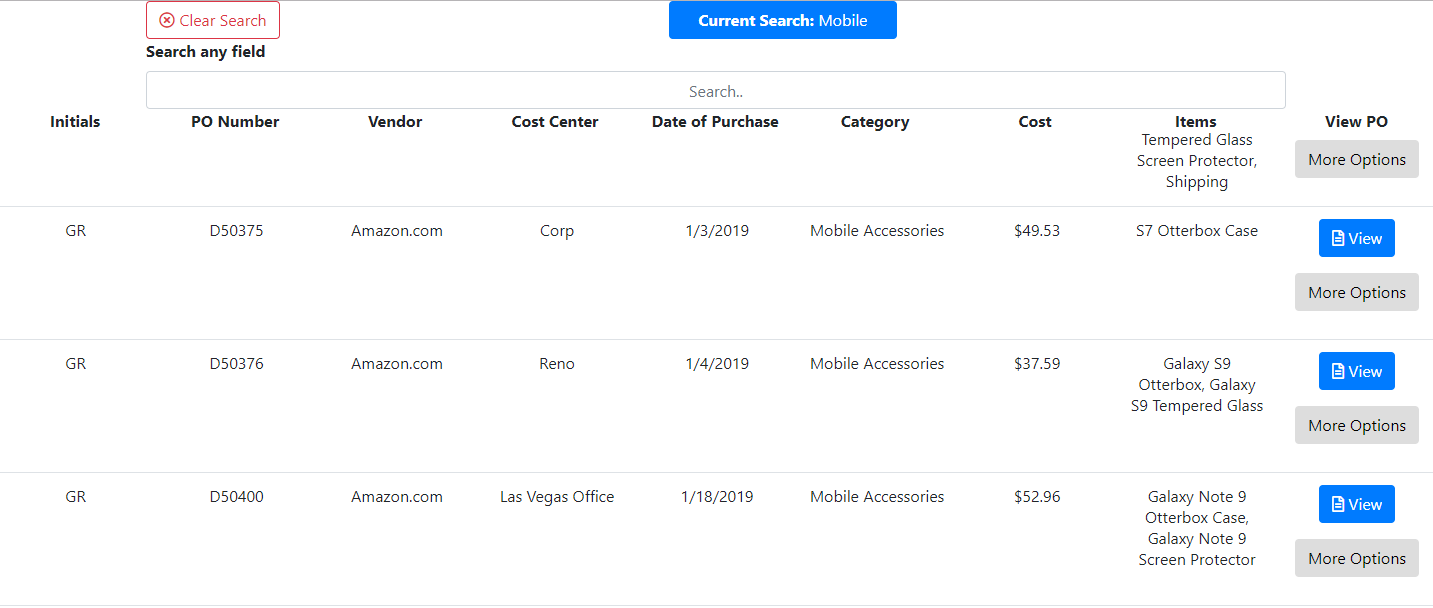 Clear Search
Current Search: Mobile
Search any field
Search..
Initials PO Number Vendor Cost Center Date of Purchase Category Cost Items View PO
Tempered Glass
Screen Protector,
Shipping
More Options
GR D50375 Amazon.com Corp 1/3/2019 Mobile Accessories $49.53 S7 Otterbox Case View
More Options
GR D50376 Amazon.com Reno 1/4/2019 Mobile Accessories $37.59 Galaxy S9
Otterbox, Galaxy
S9 Tempered Glass
View
More Options
GR D50400 Amazon.com Las Vegas Office 1/18/2019 Mobile Accessories $52.96 Galaxy Note 9
Otterbox Case,
Galaxy Note 9
Screen Protector
View
More Options